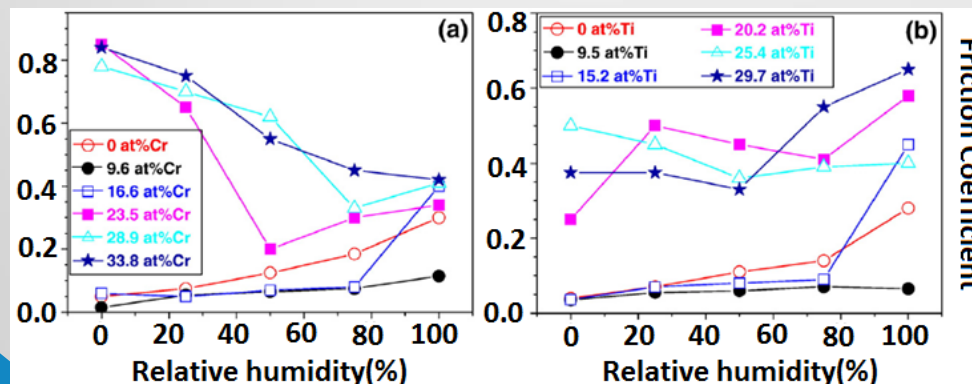 (a)
0.8
0.6
0.4
0.2
0.0
0 at%Cr
9.6 at%Cr
16.6 at%Cr
23.5 at%Cr
28.9 at%Cr
33.8 at%Cr
0 20 40 60 80 100
Relative humidity(%)
(b)
0.8
0.6
0.4
0.2
0.0
0 at%Ti
9.5 at%Ti
15.2 at%Ti
20.2 at%Ti
25.4 at%Ti
29.7 at%Ti
0 20 40 60 80 100
Relative humidity(%)
Friction Coefficient